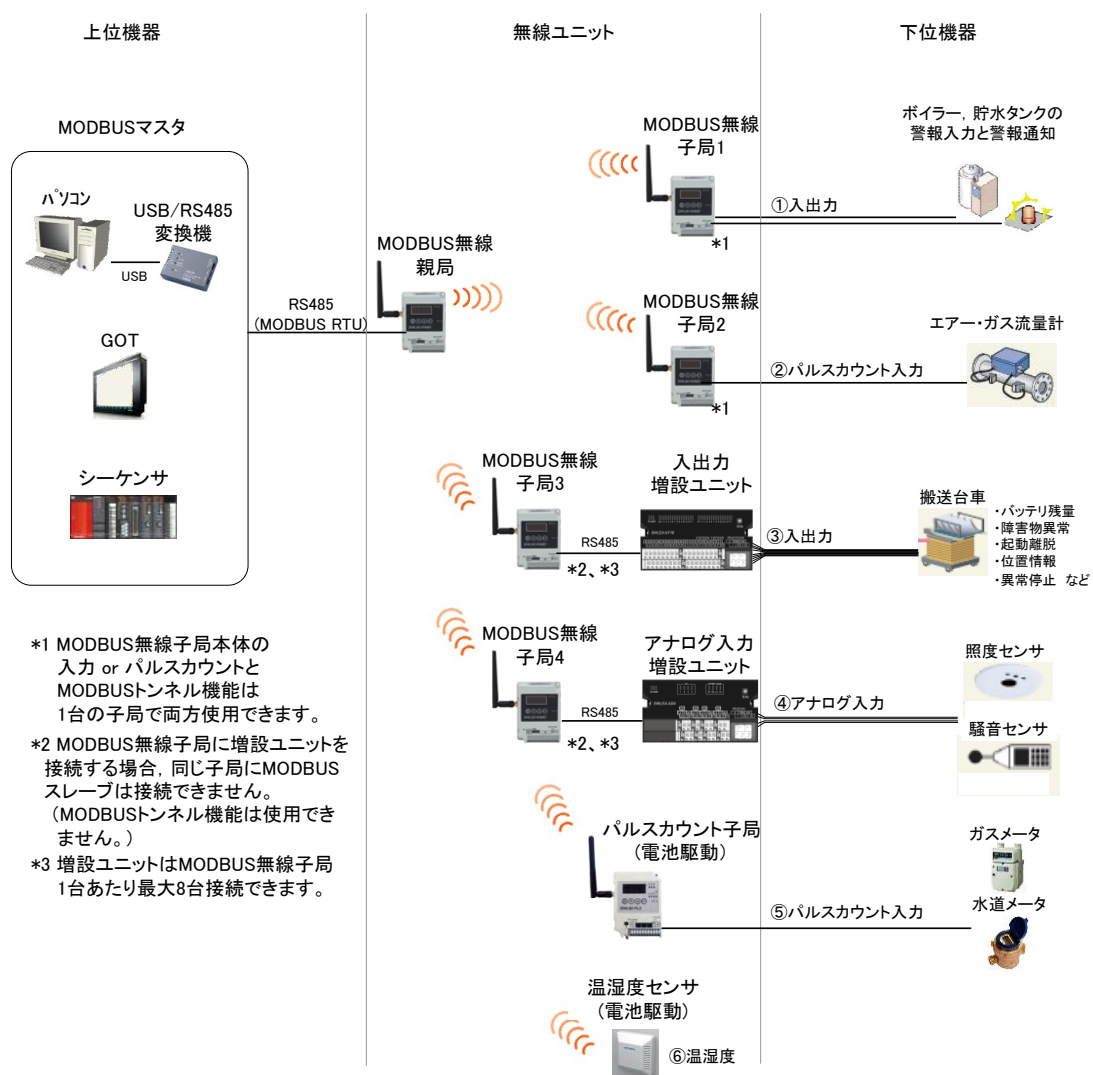 上位機器
無線ユニット
下位機器
MODBUSマスタ
パソコン
USB/RS485
変換機
USB
GOT
シーケンサ
RS485
(MODBUS RTU)
MODBUS無線
親局
MODBUS無線
子局1
*1
①入出力
ボイラー, 貯水タンクの
警報入力と警報通知
MODBUS無線
子局2
*1
②パルスカウント入力
エアー・ガス流量計
MODBUS無線
子局3
RS485
*2、*3
入出力
増設ユニット
③入出力
搬送台車
・バッテリ残量
・障害物異常
・起動離脱
・位置情報
・異常停止 など
MODBUS無線
子局4
RS485
*2、*3
アナログ入力
増設ユニット
④アナログ入力
照度センサ
騒音センサ
パルスカウント子局
(電池駆動)
⑤パルスカウント入力
ガスメータ
水道メータ
温湿度センサ
(電池駆動)
⑥温湿度
*1 MODBUS無線子局本体の
入力 or パルスカウントと
MODBUSトンネル機能は
1台の子局で両方使用できます。
*2 MODBUS無線子局に増設ユニットを
接続する場合, 同じ子局にMODBUS
スレーブは接続できません。
(MODBUSトンネル機能は使用でき
ません。)
*3 増設ユニットはMODBUS無線子局
1台あたり最大8台接続できます。